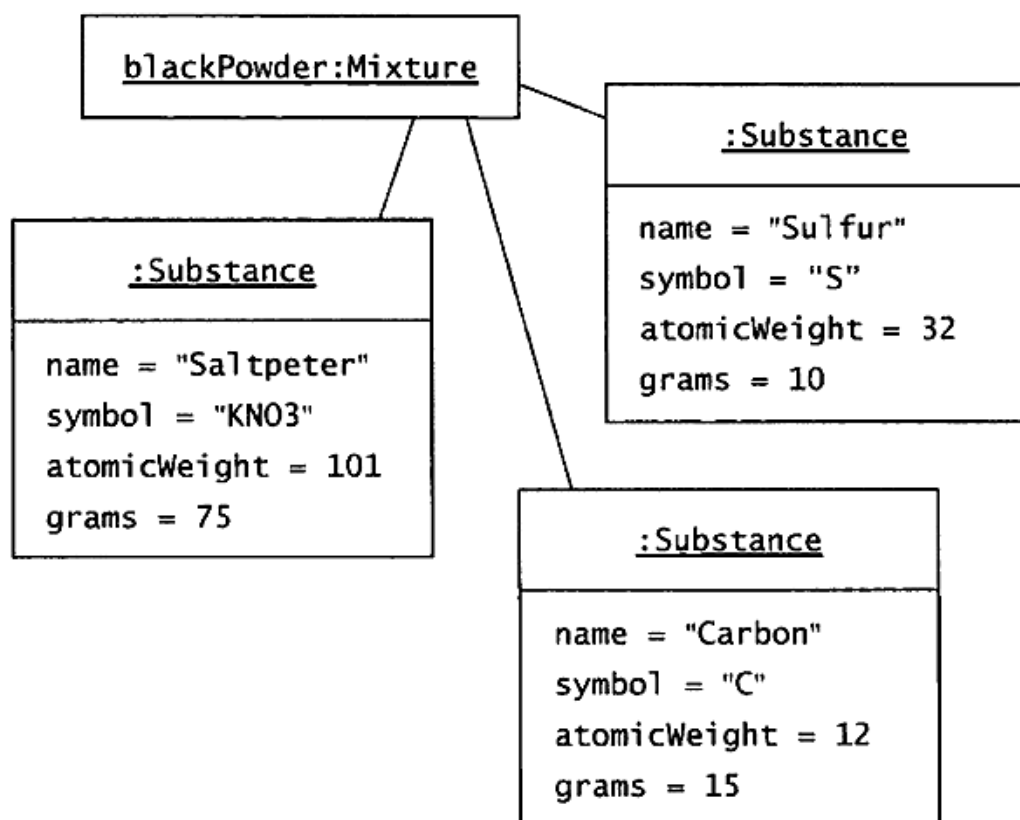 blackPowder:Mixture
:Substance
name = "Sulfur"
symbol = "S"
atomicWeight = 32
grams = 10
:Substance
name = "Saltpeter"
symbol = "KNO3"
atomicWeight = 101
grams = 75
:Substance
name = "Carbon"
symbol = "C"
atomicWeight = 12
grams = 15